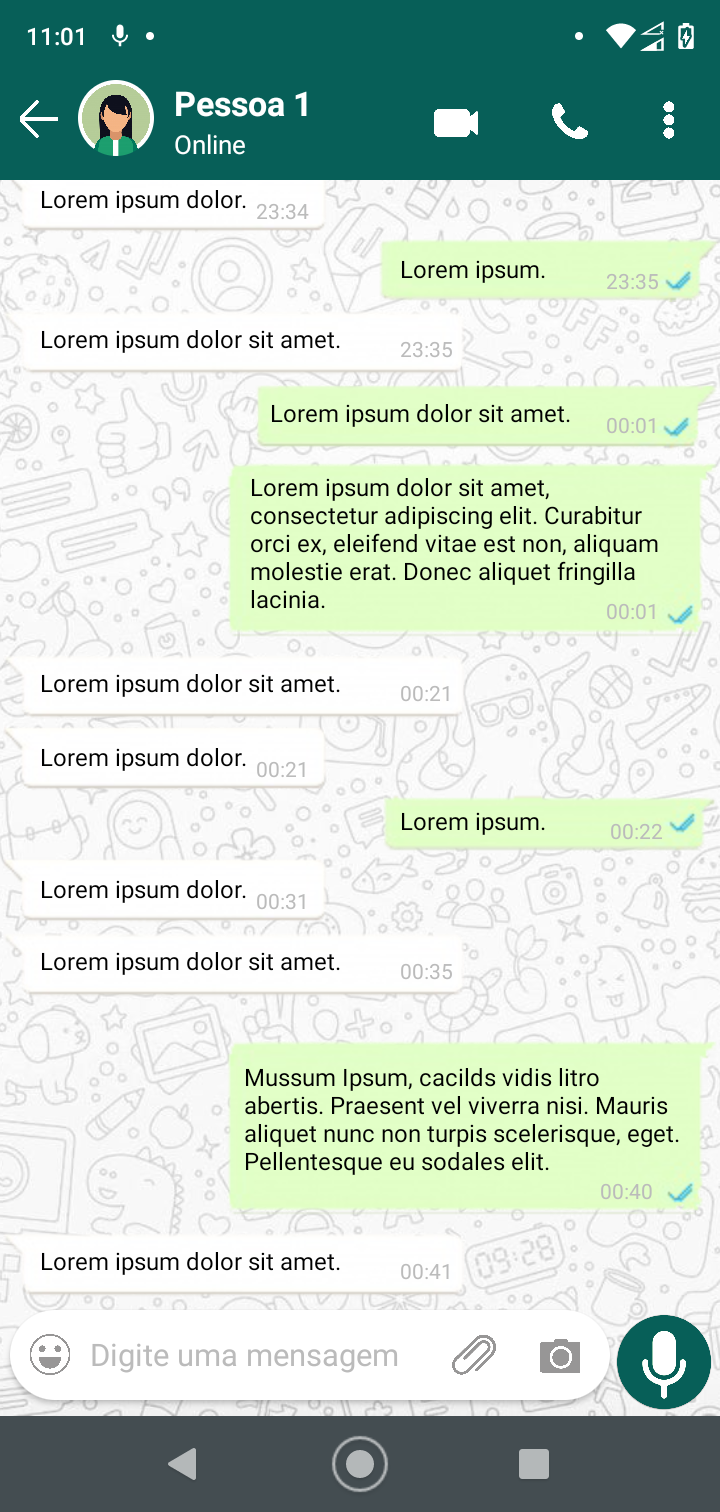 11:01
Pessoa 1
Online
Lorem ipsum dolor. 23:34
Lorem ipsum. 23:35
Lorem ipsum dolor sit amet. 23:35
Lorem ipsum dolor sit amet. 00:01
Lorem ipsum dolor sit amet,
consectetur adipiscing elit. Curabitur
orci ex, eleifend vitae est non, aliquam
molestie erat. Donec aliquet fringilla
lacinia. 00:01
Lorem ipsum dolor sit amet. 00:21
Lorem ipsum dolor. 00:21
Lorem ipsum. 00:22
Lorem ipsum dolor. 00:31
Lorem ipsum dolor sit amet. 00:35
Mussum Ipsum, cacilds vidis litro
abertis. Praesent vel viverra nisi. Mauris
aliquet nunc non turpis scelerisque, eget.
Pellentesque eu sodales elit.
00:40
Lorem ipsum dolor sit amet. 00:41
09:28
OFF
Digite uma mensagem